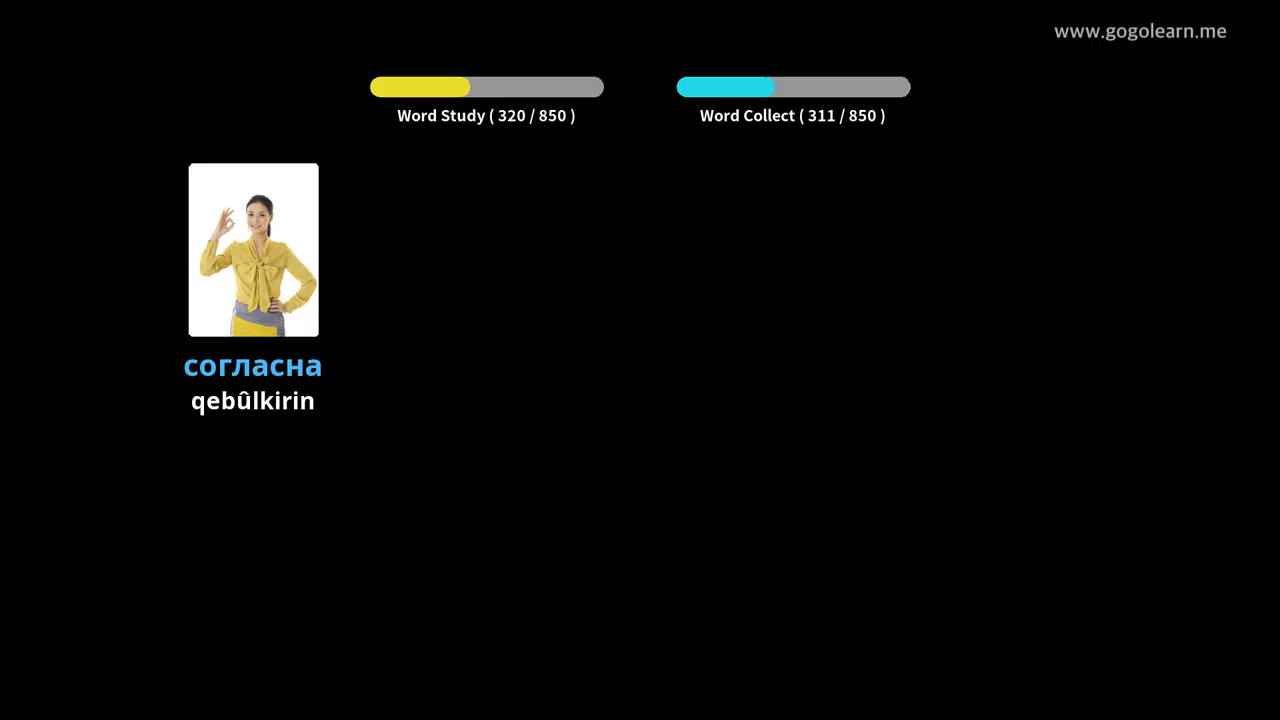 www.gogolearn.me
Word Study ( 320 / 850 )
Word Collect ( 311 / 850 )
согласна
qebûlkirin